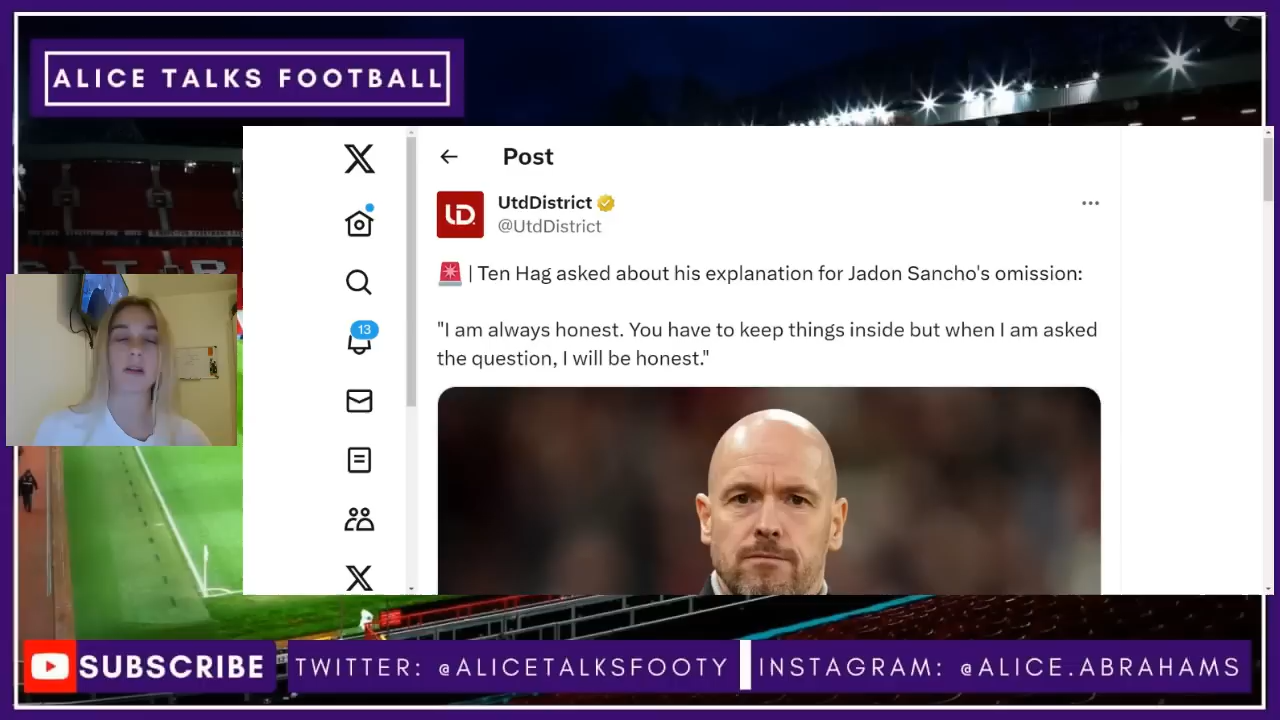 ALICE TALKS FOOTBALL
Post
UtdDistrict
@UtdDistrict
UD
| Ten Hag asked about his explanation for Jadon Sancho's omission:
"I am always honest. You have to keep things inside but when I am asked
the question, I will be honest."
13
SUBSCRIBE
TWITTER: @ALICETALKSFOOTY
INSTAGRAM: @ALICE.ABRAHAMS